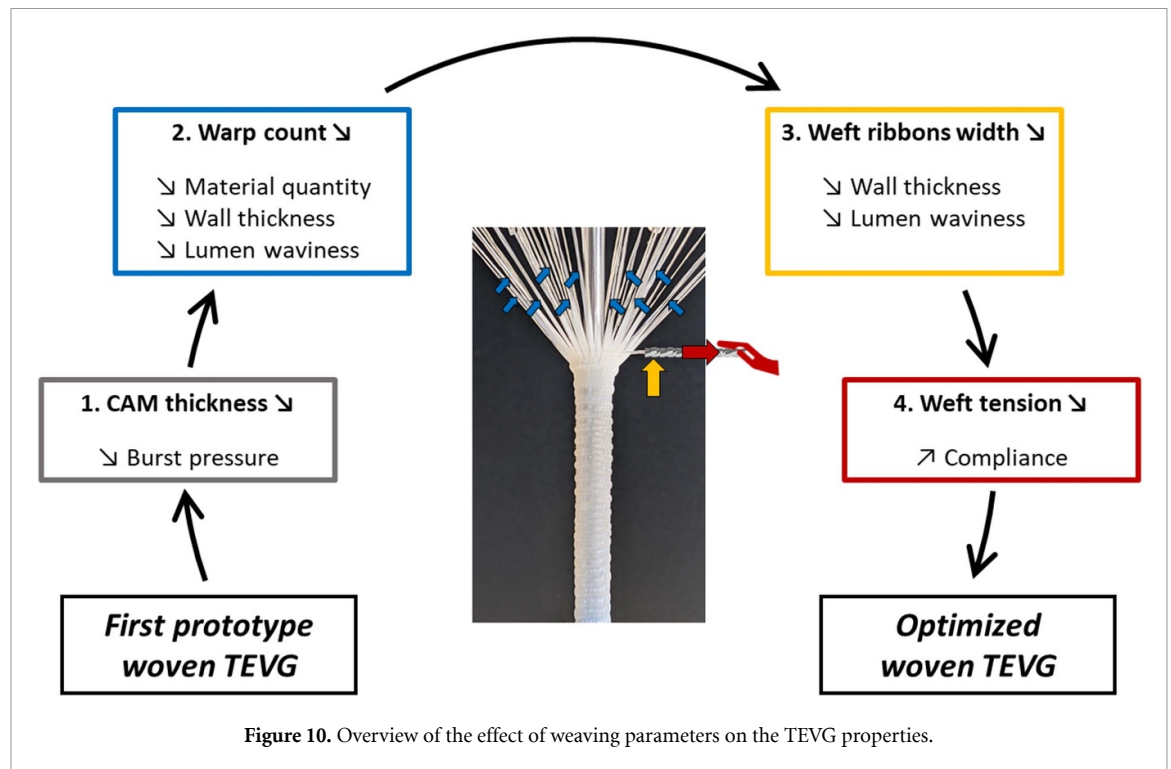 2. Warp count ↘
↘ Material quantity
↘ Wall thickness
↘ Lumen waviness
3. Weft ribbons width ↘
↘ Wall thickness
↘ Lumen waviness
1. CAM thickness ↘
↘ Burst pressure
4. Weft tension ↘
↗ Compliance
First prototype
woven TEVG
Optimized
woven TEVG
Figure 10. Overview of the effect of weaving parameters on the TEVG properties.